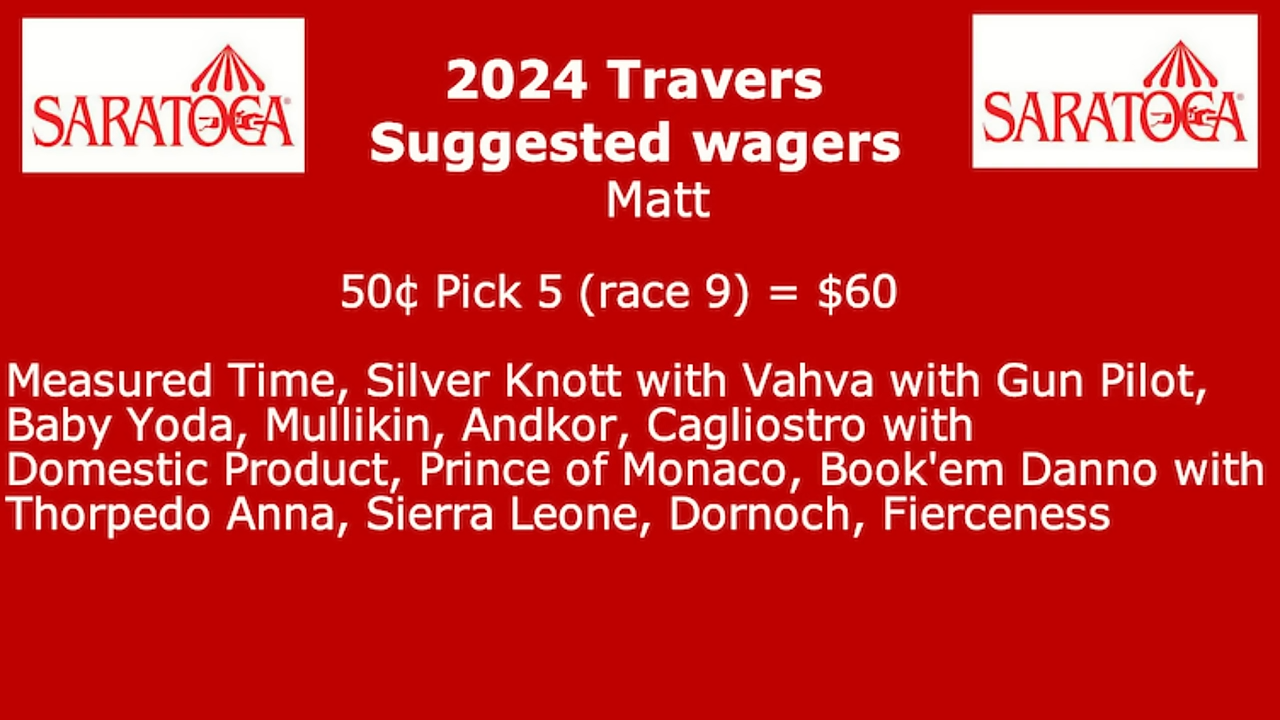 SARATOGA
SARATOGA
2024 Travers
Suggested wagers
Matt
50¢ Pick 5 (race 9) = $60
Measured Time, Silver Knott with Vahva with Gun Pilot,
Baby Yoda, Mullikin, Andkor, Cagliostro with
Domestic Product, Prince of Monaco, Book'em Danno with
Thorpedo Anna, Sierra Leone, Dornoch, Fierceness